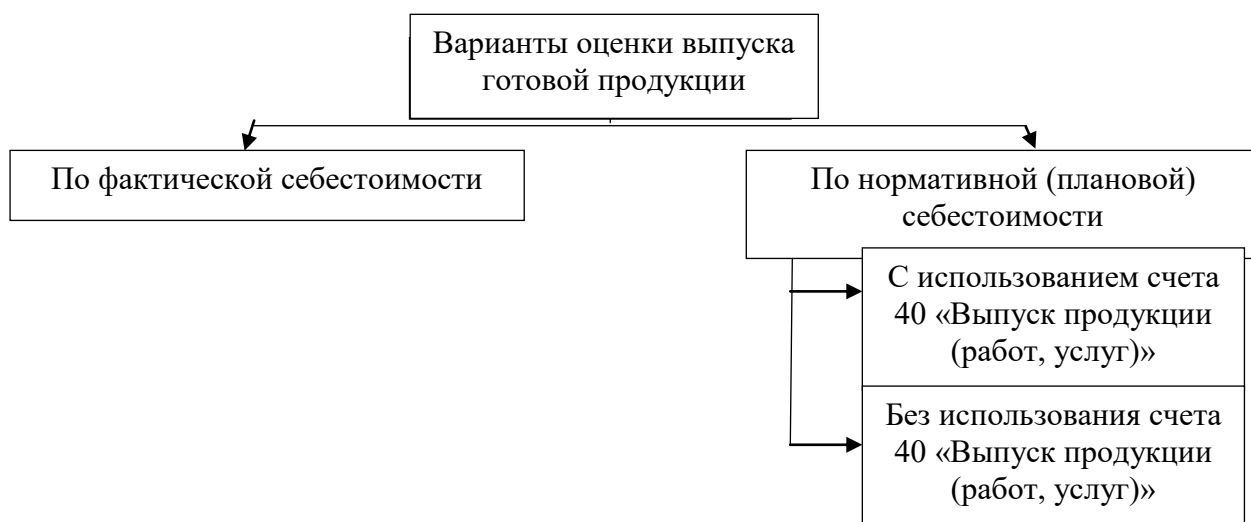 Варианты оценки выпуска
готовой продукции
По фактической себестоимости
По нормативной (плановой)
себестоимости
С использованием счета
40 «Выпуск продукции
(работ, услуг)»
Без использования счета
40 «Выпуск продукции
(работ, услуг)»